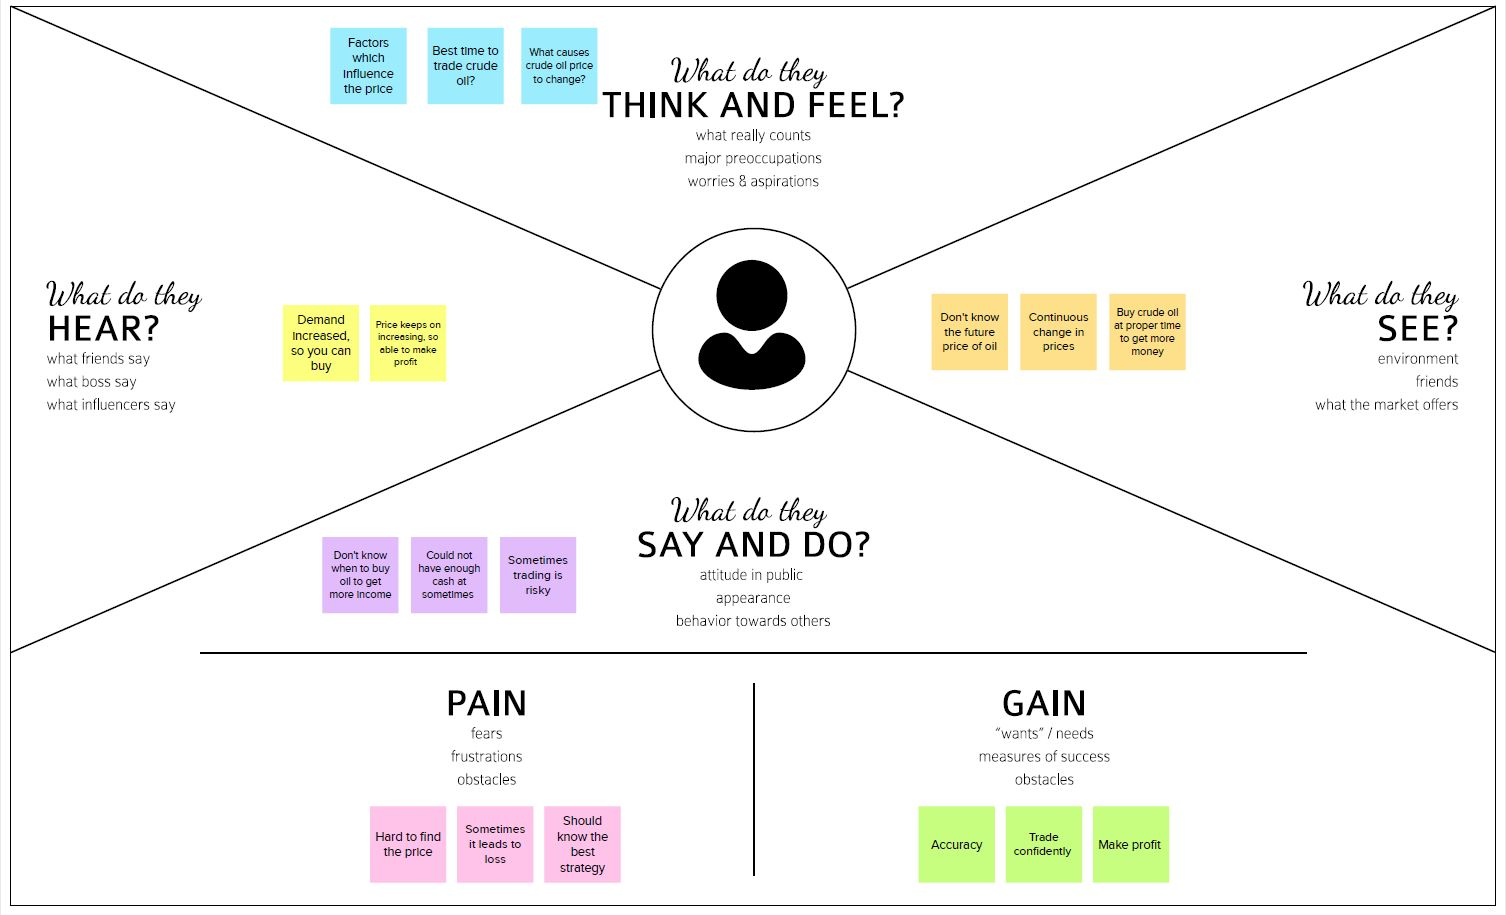 Factors
which
influence
the price
Best time to
trade crude
oil?
What causes
crude oil price
to change?
What do they
THINK AND FEEL?
what really counts
major preoccupations
worries & aspirations
What do they
HEAR?
what friends say
what boss say
what influencers say
Demand
increased,
so you can
buy
Price keeps on
increasing, so
able to make
profit
Don't know
the future
price of oil
Continuous
change in
prices
Buy crude oil
at proper time
to get more
money
What do they
SEE?
environment
friends
what the market offers
What do they
SAY AND DO?
attitude in public
appearance
behavior towards others
Don't know
when to buy
oil to get
more income
Could not
have enough
cash at
sometimes
Sometimes
trading is
risky
PAIN
fears
frustrations
obstacles
Hard to find
the price
Sometimes
it leads to
loss
Should
know the
best
strategy
GAIN
“wants” / needs
measures of success
obstacles
Accuracy
Trade
confidently
Make profit